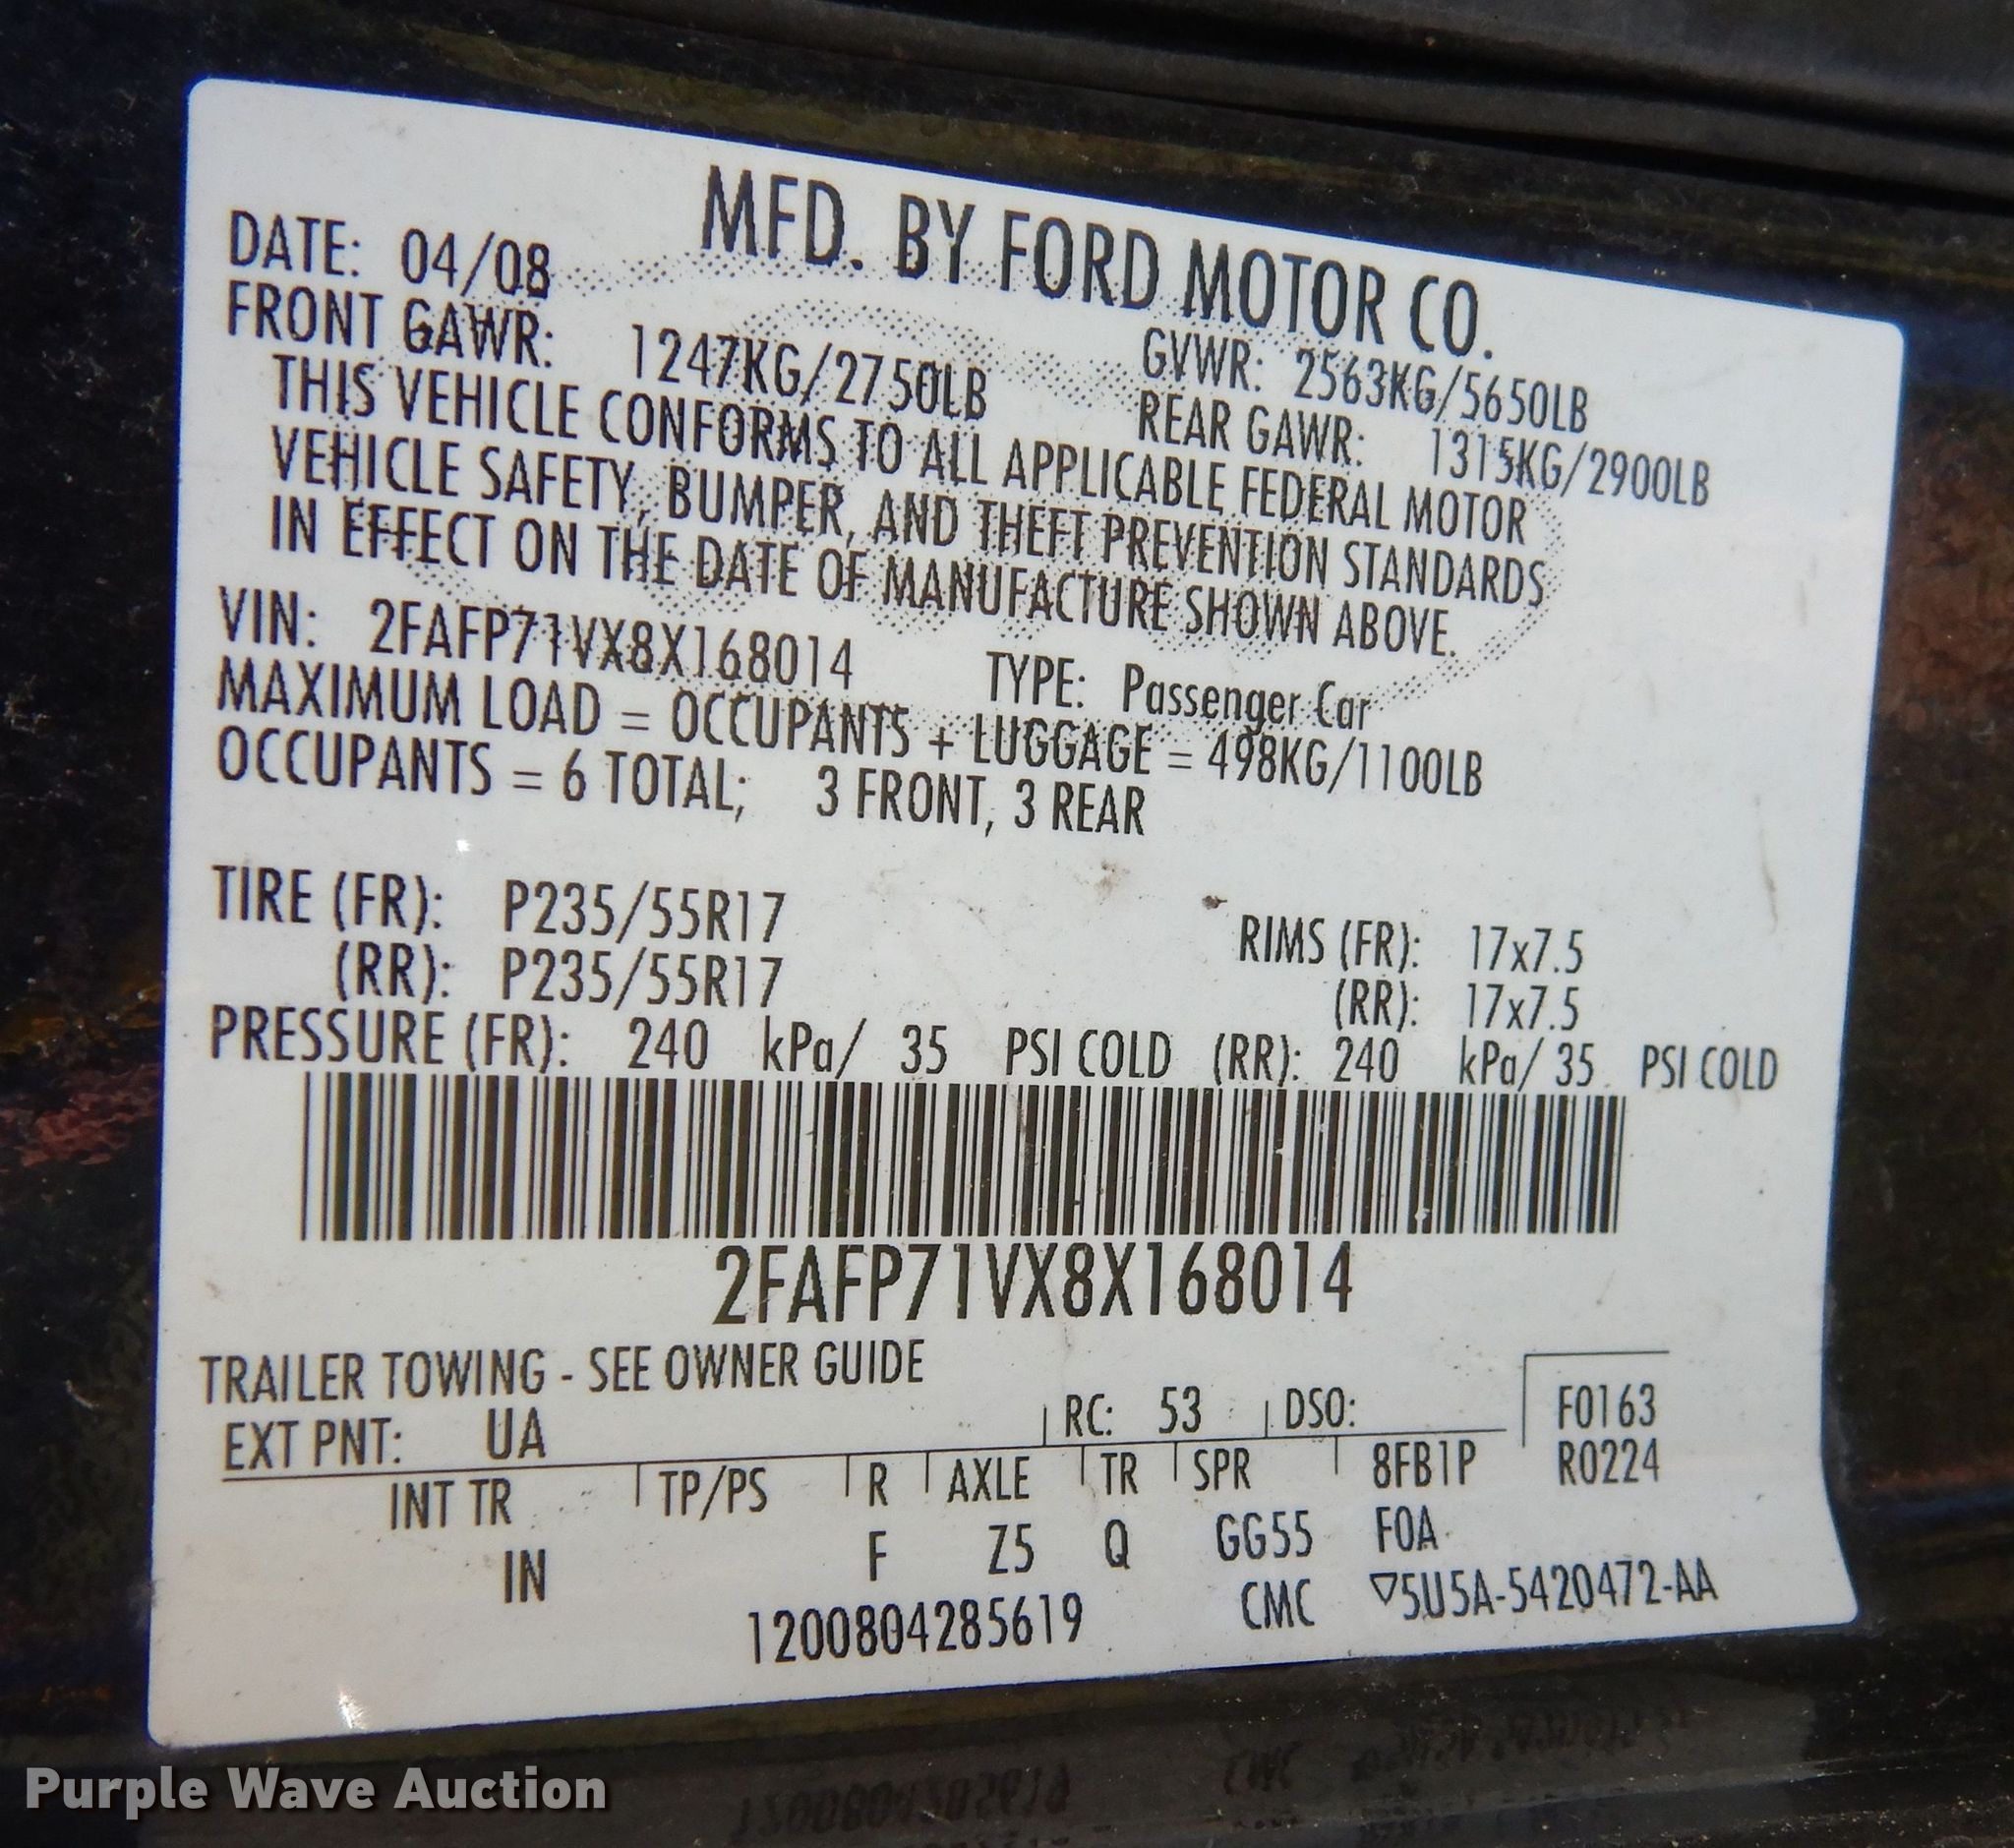 MFD. BY FORD MOTOR CO.
DATE: 04/08 GVWR: 2563KG/5650LB
FRONT GAWR: 1247KG/2750LB REAR GAWR: 1315KG/2900LB
THIS VEHICLE CONFORMS TO ALL APPLICABLE FEDERAL MOTOR
VEHICLE SAFETY, BUMPER, AND THEFT PREVENTION STANDARDS
IN EFFECT ON THE DATE OF MANUFACTURE SHOWN ABOVE.
VIN: 2FAFP71VX8X168014 TYPE: Passenger Car
MAXIMUM LOAD = OCCUPANTS + LUGGAGE = 498KG/1100LB
OCCUPANTS = 6 TOTAL; 3 FRONT, 3 REAR
TIRE (FR): P235/55R17 RIMS (FR): 17x7.5
(RR): P235/55R17 (RR): 17x7.5
PRESSURE (FR): 240 kPa/ 35 PSI COLD (RR): 240 kPa/ 35 PSI COLD
2FAFP71VX8X168014
TRAILER TOWING - SEE OWNER GUIDE
EXT PNT: UA RC: 53 DSO: F0163
INT TR TP/PS R AXLE TR SPR 8FB1P R0224
IN F Z5 Q GG55 F0A
1200804285619 CMC ▽5U5A-5420472-AA
Purple Wave Auction